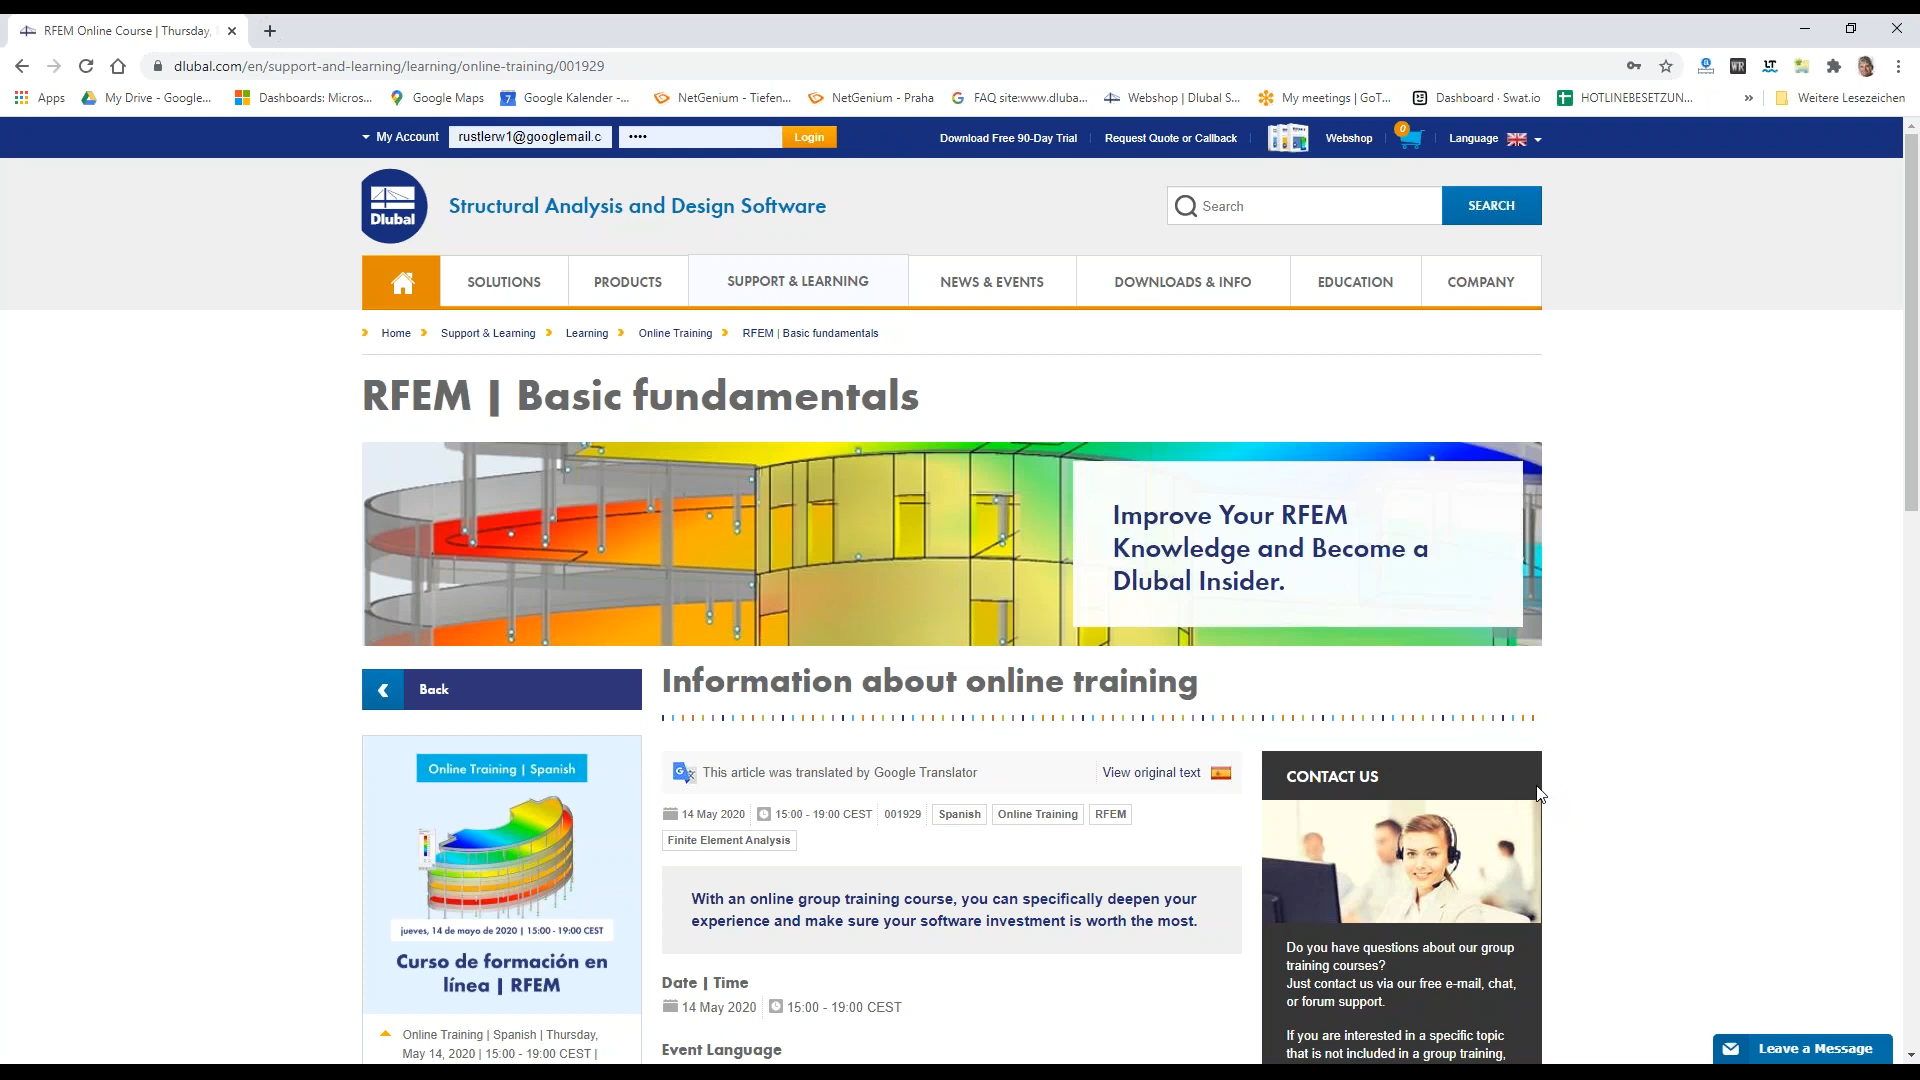 RFEM Online Course | Thursday,
dlubal.com/en/support-and-learning/learning/online-training/001929
Apps
My Drive - Google...
Dashboards: Micros...
Google Maps
Google Kalender -...
NetGenium - Tiefen...
NetGenium - Praha
FAQ site:www.dluba...
Webshop | Dlubal S...
My meetings | GoT...
Dashboard · Swat.io
HOTLINEBESETZUN...
»
Weitere Lesezeichen
My Account
rustlerw1@googlemail.c
••••
Login
Download Free 90-Day Trial
Request Quote or Callback
Webshop
0
Language
Dlubal
Structural Analysis and Design Software
Search
SEARCH
SOLUTIONS
PRODUCTS
SUPPORT & LEARNING
NEWS & EVENTS
DOWNLOADS & INFO
EDUCATION
COMPANY
Home
Support & Learning
Learning
Online Training
RFEM | Basic fundamentals
RFEM | Basic fundamentals
Improve Your RFEM
Knowledge and Become a
Dlubal Insider.
Back
Information about online training
Online Training | Spanish
jueves, 14 de mayo de 2020 | 15:00 - 19:00 CEST
Curso de formación en
línea | RFEM
Online Training | Spanish | Thursday,
May 14, 2020 | 15:00 - 19:00 CEST |
This article was translated by Google Translator
View original text
14 May 2020
15:00 - 19:00 CEST
001929
Spanish
Online Training
RFEM
Finite Element Analysis
With an online group training course, you can specifically deepen your
experience and make sure your software investment is worth the most.
Date | Time
14 May 2020
15:00 - 19:00 CEST
Event Language
CONTACT US
Do you have questions about our group
training courses?
Just contact us via our free e-mail, chat,
or forum support.
If you are interested in a specific topic
that is not included in a group training,
Leave a Message